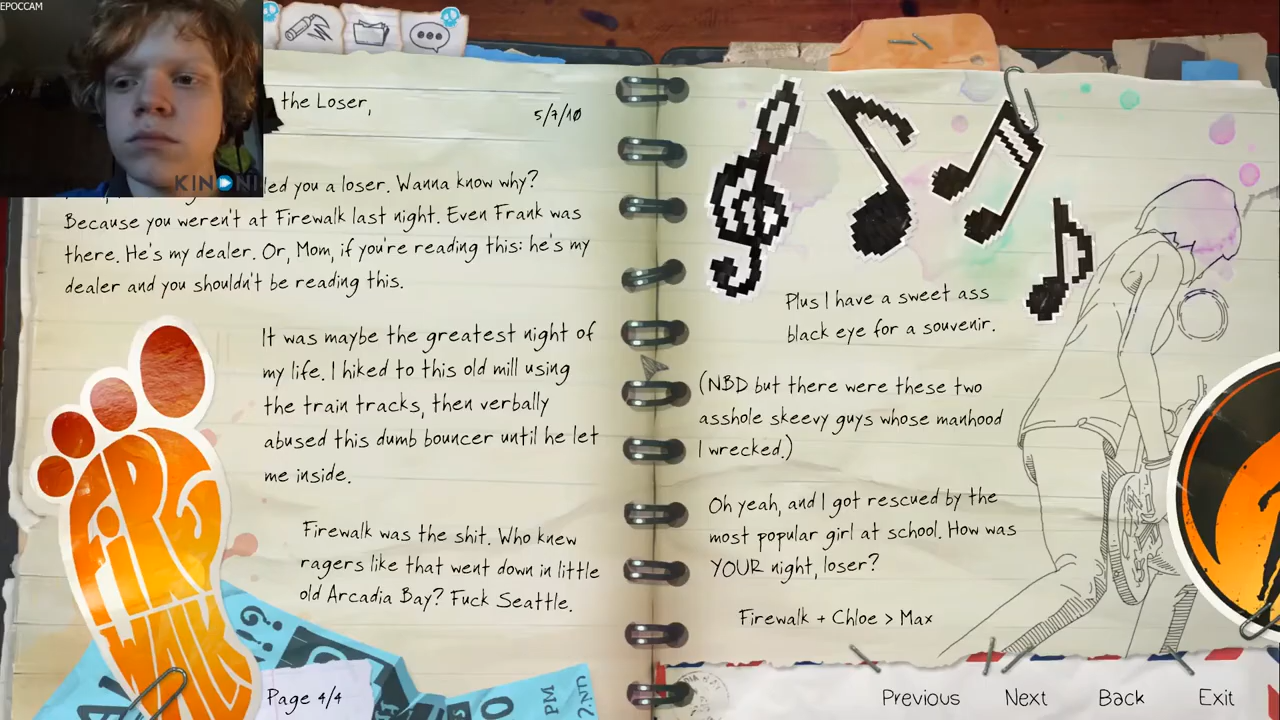 EPOCCAM
KINONI
the Loser,
5/7/10
led you a loser. Wanna know why?
Because you weren't at Firewalk last night. Even Frank was
there. He's my dealer. Or, Mom, if you're reading this: he's my
dealer and you shouldn't be reading this.
It was maybe the greatest night of
my life. I hiked to this old mill using
the train tracks, then verbally
abused this dumb bouncer until he let
me inside.
Firewalk was the shit. Who knew
ragers like that went down in little
old Arcadia Bay? Fuck Seattle.
FIRE
WALK
PM
Page 4/4
Plus I have a sweet ass
black eye for a souvenir.
(NBD but there were these two
asshole skeevy guys whose manhood
I wrecked.)
Oh yeah, and I got rescued by the
most popular girl at school. How was
YOUR night, loser?
Firewalk + Chloe > Max
Previous
Next
Back
Exit